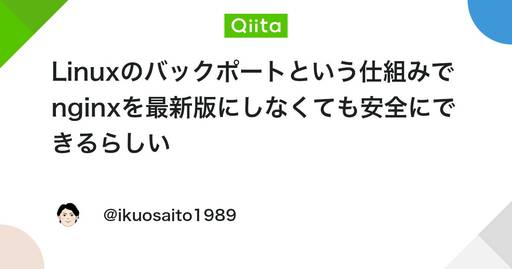 Qiita
Linuxのバックポートという仕組みで
nginxを最新版にしなくても安全にで
きるらしい
@ikuosaito1989